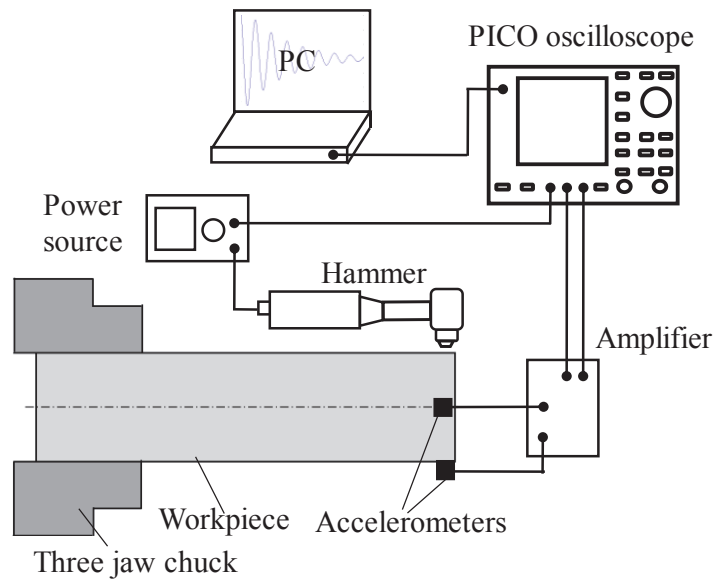 PICO oscilloscope
PC
Power
source
Hammer
Amplifier
Workpiece
Accelerometers
Three jaw chuck